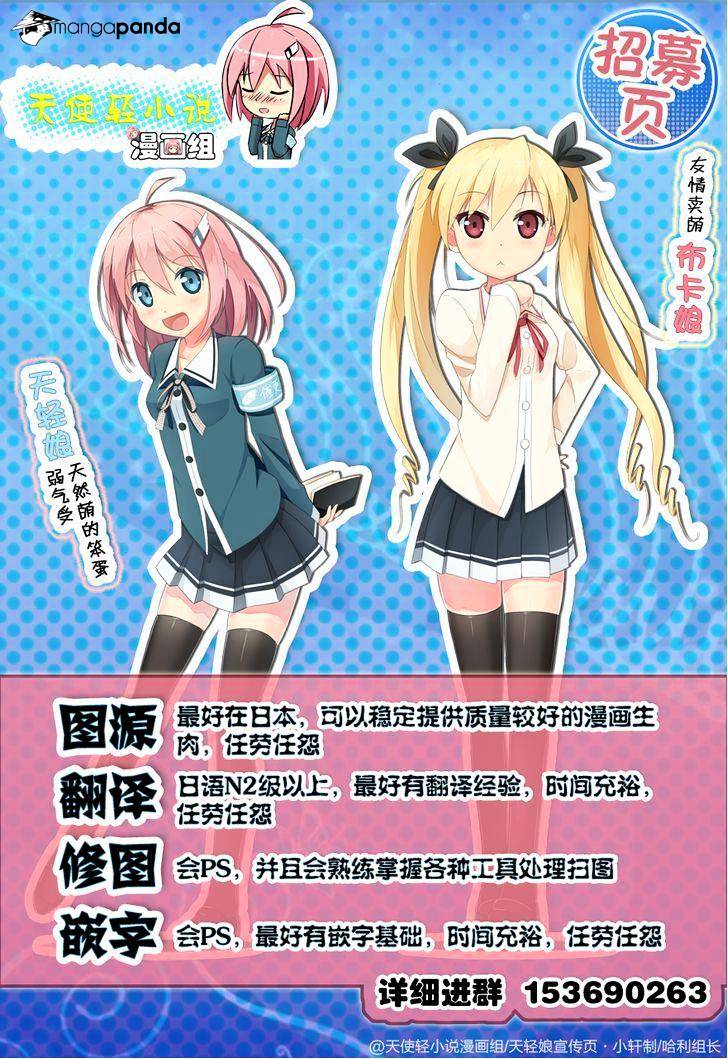 mangapanda
天使轻小说
漫画组
招募
页
友情卖萌
布卡娘
天轻娘
天然萌的笨蛋
弱气受
图源
最好在日本，可以稳定提供质量较好的漫画生
肉，任劳任怨
翻译
日语N2级以上，最好有翻译经验，时间充裕，
任劳任怨
修图
会PS，并且会熟练掌握各种工具处理扫图
嵌字
会PS，最好有嵌字基础，时间充裕，任劳任怨
详细进群 153690263
@天使轻小说漫画组/天轻娘宣传页·小轩制/哈利组长